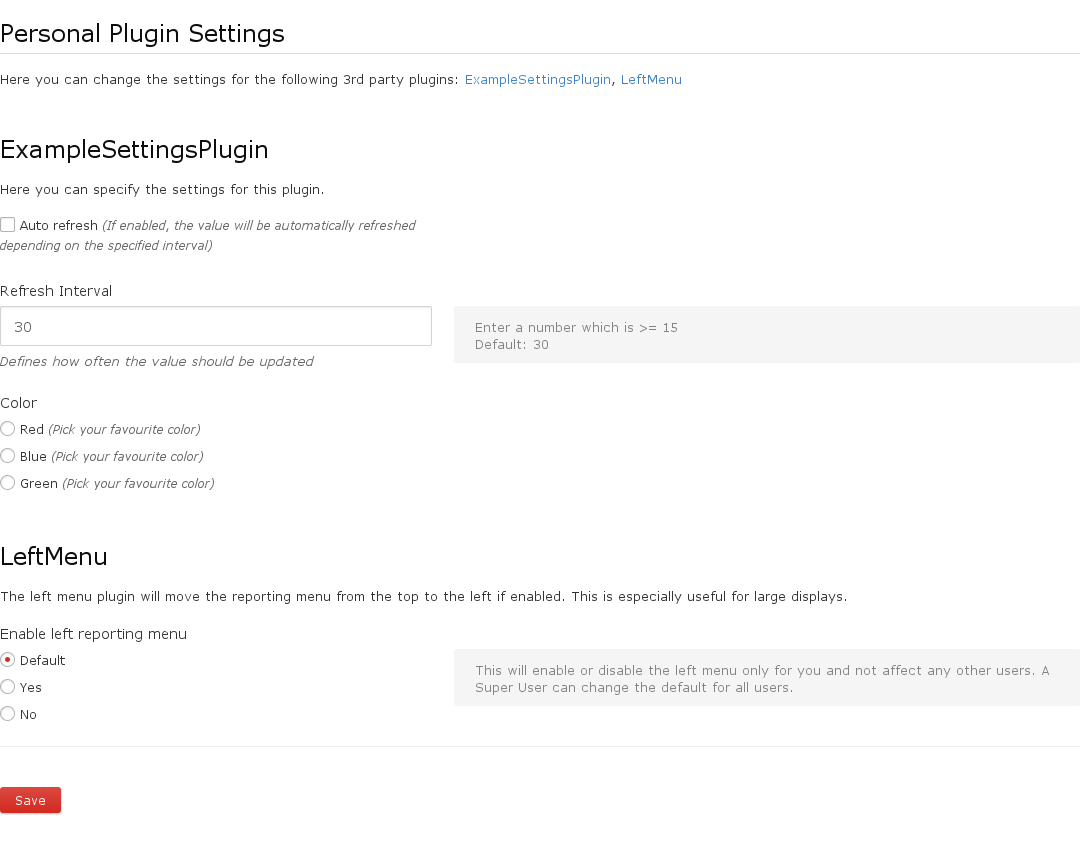 Personal Plugin Settings
Here you can change the settings for the following 3rd party plugins: ExampleSettingsPlugin, LeftMenu
ExampleSettingsPlugin
Here you can specify the settings for this plugin.
Auto refresh (If enabled, the value will be automatically refreshed
depending on the specified interval)
Refresh Interval
30
Enter a number which is >= 15
Default: 30
Defines how often the value should be updated
Color
Red (Pick your favourite color)
Blue (Pick your favourite color)
Green (Pick your favourite color)
LeftMenu
The left menu plugin will move the reporting menu from the top to the left if enabled. This is especially useful for large displays.
Enable left reporting menu
Default
Yes
No
This will enable or disable the left menu only for you and not affect any other users. A
Super User can change the default for all users.
Save